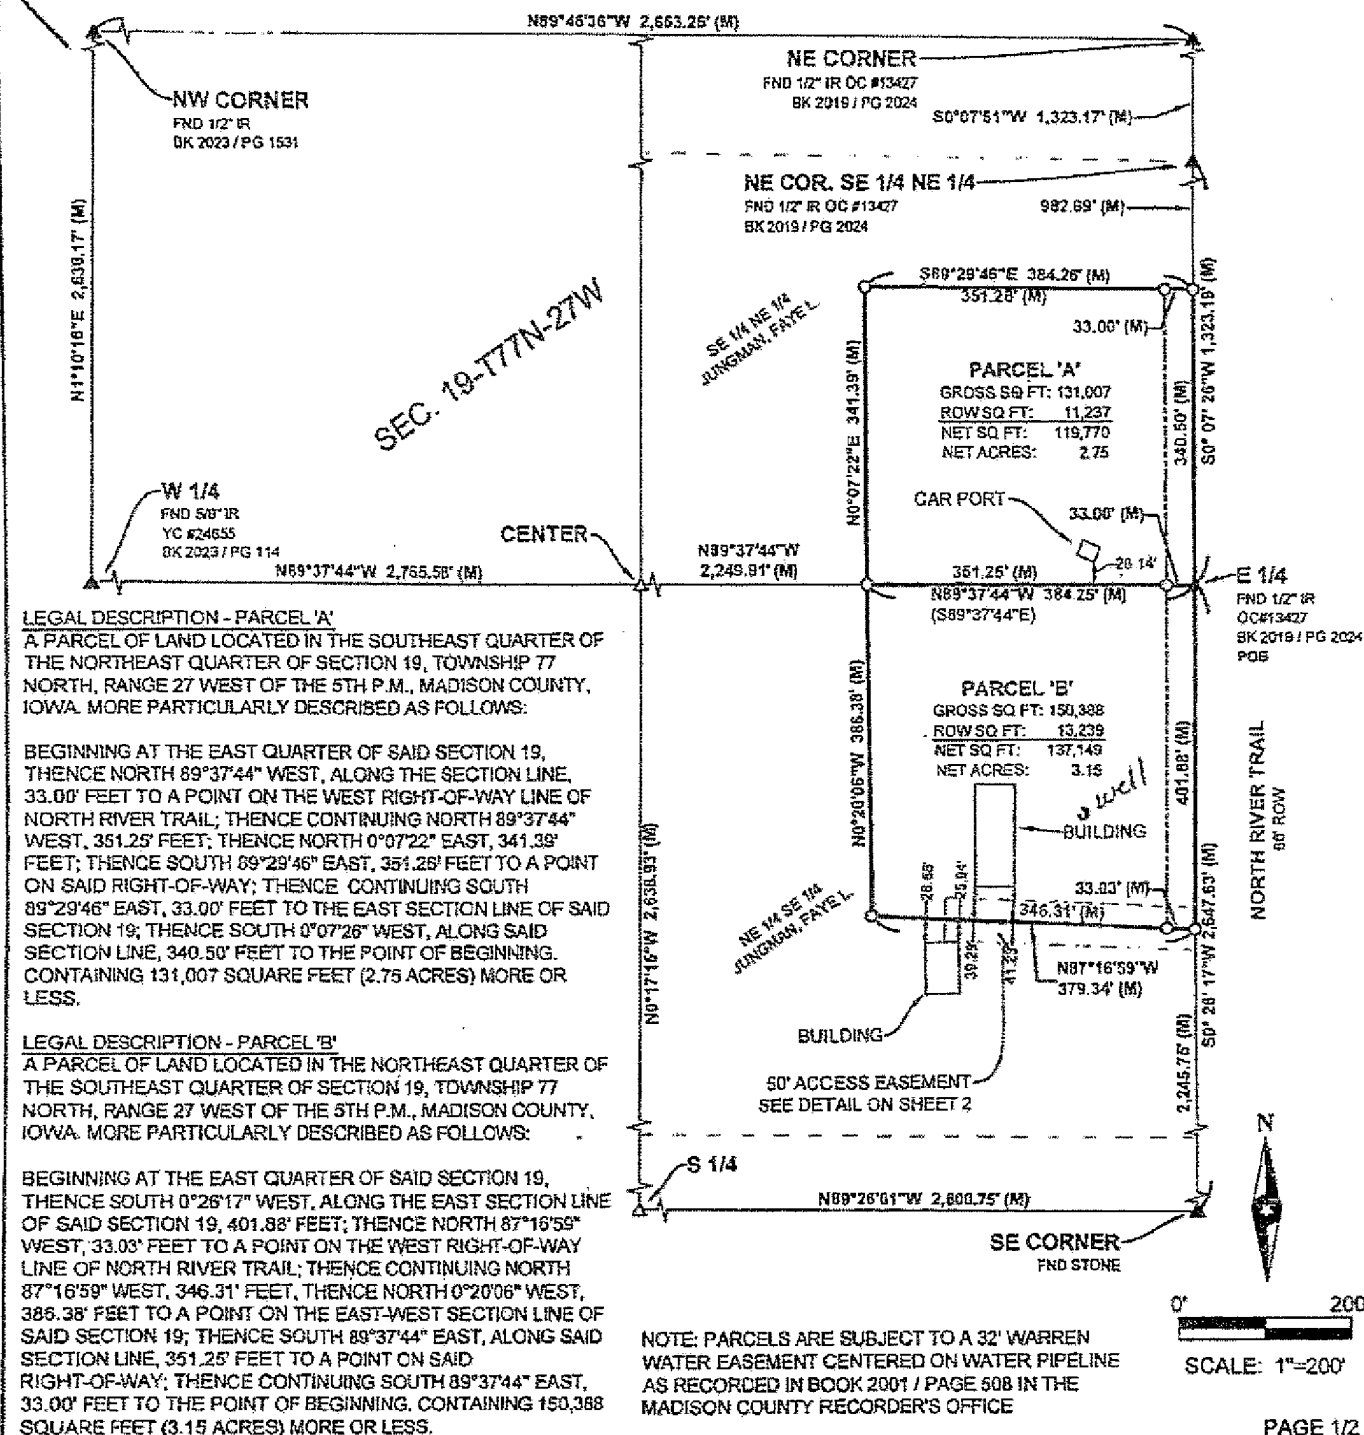 N89°46'36"W 2,653.26' (M)
NW CORNER
FND 1/2" IR
BK 2023 / PG 1531
NE CORNER
FND 1/2" IR OC #13427
BK 2019 / PG 2024
S0°07'51"W 1,323.17' (M)
NE COR. SE 1/4 NE 1/4
FND 1/2" IR OC #13427
BK 2019 / PG 2024
982.69' (M)
N1°10'16"E 2,639.17' (M)
SEC. 19-T77N-27W
SE 1/4 NE 1/4
JUNGMAN, FAYE L.
S89°29'46"E 384.26' (M)
351.26' (M)
33.00' (M)
PARCEL 'A'
GROSS SQ FT: 131,007
ROW SQ FT: 11,237
NET SQ FT: 119,770
NET ACRES: 2.75
N0°07'22"E 341.39' (M)
340.50' (M)
S0° 07' 26"W 1,323.19' (M)
CAR PORT
33.00' (M)
28.14'
W 1/4
FND 5/8" IR
YC #24655
BK 2023 / PG 114
CENTER
N89°37'44"W 2,755.58' (M)
N89°37'44"W
2,249.91' (M)
351.25' (M)
N89°37'44"W 384.25' (M)
(S89°37'44"E)
E 1/4
FND 1/2" IR
OC#13427
BK 2019 / PG 2024
POB
LEGAL DESCRIPTION - PARCEL 'A'
A PARCEL OF LAND LOCATED IN THE SOUTHEAST QUARTER OF
THE NORTHEAST QUARTER OF SECTION 19, TOWNSHIP 77
NORTH, RANGE 27 WEST OF THE 5TH P.M., MADISON COUNTY,
IOWA. MORE PARTICULARLY DESCRIBED AS FOLLOWS:
BEGINNING AT THE EAST QUARTER OF SAID SECTION 19,
THENCE NORTH 89°37'44" WEST, ALONG THE SECTION LINE,
33.00' FEET TO A POINT ON THE WEST RIGHT-OF-WAY LINE OF
NORTH RIVER TRAIL; THENCE CONTINUING NORTH 89°37'44"
WEST, 351.25' FEET; THENCE NORTH 0°07'22" EAST, 341.39'
FEET; THENCE SOUTH 89°29'46" EAST, 351.26' FEET TO A POINT
ON SAID RIGHT-OF-WAY; THENCE CONTINUING SOUTH
89°29'46" EAST, 33.00' FEET TO THE EAST SECTION LINE OF SAID
SECTION 19; THENCE SOUTH 0°07'26" WEST, ALONG SAID
SECTION LINE, 340.50' FEET TO THE POINT OF BEGINNING.
CONTAINING 131,007 SQUARE FEET (2.75 ACRES) MORE OR
LESS.
PARCEL 'B'
GROSS SQ FT: 150,388
ROW SQ FT: 13,239
NET SQ FT: 137,149
NET ACRES: 3.15
N0°20'06"W 386.38' (M)
401.88' (M)
well
BUILDING
NORTH RIVER TRAIL
66' ROW
28.68'
25.94'
33.03' (M)
346.31' (M)
NE 1/4 SE 1/4
JUNGMAN, FAYE L.
39.29'
41.29'
N87°16'59"W
379.34' (M)
S0° 26' 17"W 2,647.63' (M)
N0°17'16"W 2,638.93' (M)
BUILDING
2,245.75' (M)
60' ACCESS EASEMENT
SEE DETAIL ON SHEET 2
LEGAL DESCRIPTION - PARCEL 'B'
A PARCEL OF LAND LOCATED IN THE NORTHEAST QUARTER OF
THE SOUTHEAST QUARTER OF SECTION 19, TOWNSHIP 77
NORTH, RANGE 27 WEST OF THE 5TH P.M., MADISON COUNTY,
IOWA. MORE PARTICULARLY DESCRIBED AS FOLLOWS:
BEGINNING AT THE EAST QUARTER OF SAID SECTION 19,
THENCE SOUTH 0°26'17" WEST, ALONG THE EAST SECTION LINE
OF SAID SECTION 19, 401.88' FEET; THENCE NORTH 87°16'59"
WEST, 33.03' FEET TO A POINT ON THE WEST RIGHT-OF-WAY
LINE OF NORTH RIVER TRAIL; THENCE CONTINUING NORTH
87°16'59" WEST, 346.31' FEET, THENCE NORTH 0°20'06" WEST,
386.38' FEET TO A POINT ON THE EAST-WEST SECTION LINE OF
SAID SECTION 19; THENCE SOUTH 89°37'44" EAST, ALONG SAID
SECTION LINE, 351.25' FEET TO A POINT ON SAID
RIGHT-OF-WAY; THENCE CONTINUING SOUTH 89°37'44" EAST,
33.00' FEET TO THE POINT OF BEGINNING. CONTAINING 150,388
SQUARE FEET (3.15 ACRES) MORE OR LESS.
S 1/4
N89°26'01"W 2,608.75' (M)
SE CORNER
FND STONE
N
0' 200
SCALE: 1"=200'
NOTE: PARCELS ARE SUBJECT TO A 32' WARREN
WATER EASEMENT CENTERED ON WATER PIPELINE
AS RECORDED IN BOOK 2001 / PAGE 508 IN THE
MADISON COUNTY RECORDER'S OFFICE
PAGE 1/2